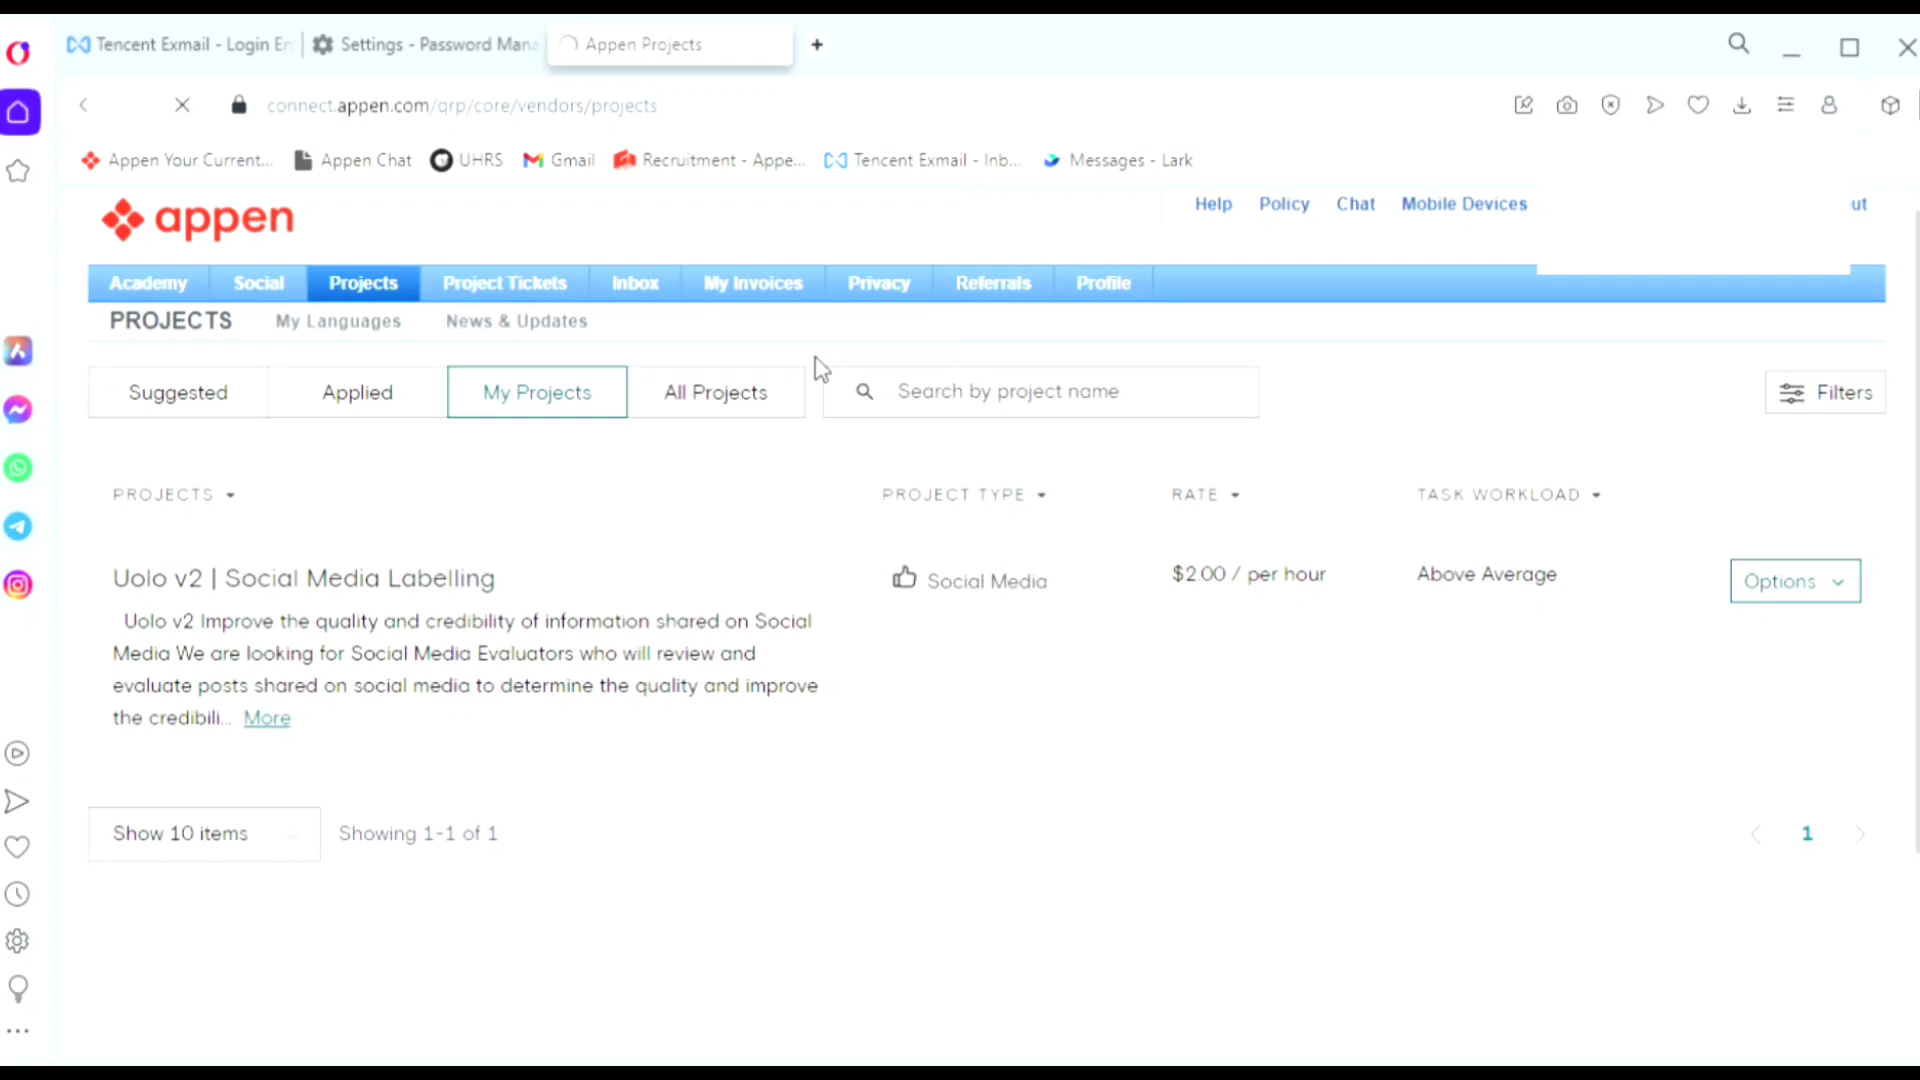 Tencent Exmail - Login En
Settings - Password Mana
Appen Projects
connect.appen.com/qrp/core/vendors/projects
Appen Your Current...
Appen Chat
UHRS
Gmail
Recruitment - Appe...
Tencent Exmail - Inb...
Messages - Lark
appen
Help Policy Chat Mobile Devices
ut
Academy Social Projects Project Tickets Inbox My Invoices Privacy Referrals Profile
PROJECTS My Languages News & Updates
Suggested Applied My Projects All Projects
Search by project name
Filters
PROJECTS PROJECT TYPE RATE TASK WORKLOAD
Uolo v2 | Social Media Labelling
Social Media
$2.00 / per hour
Above Average
Options
Uolo v2 Improve the quality and credibility of information shared on Social
Media We are looking for Social Media Evaluators who will review and
evaluate posts shared on social media to determine the quality and improve
the credibili... More
Show 10 items
Showing 1-1 of 1
1